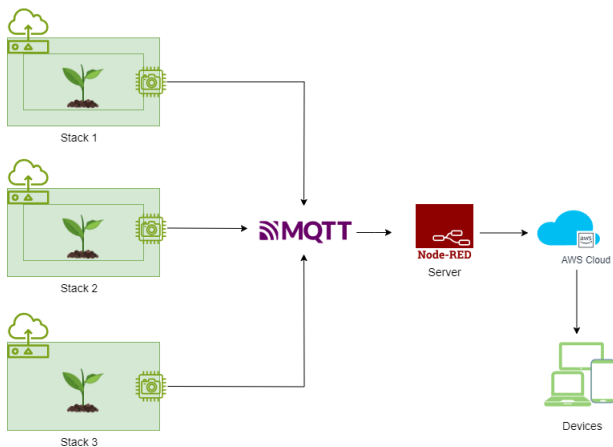 Stack 1
Stack 2
MQTT
Node-RED
Server
aws
AWS Cloud
Stack 3
Devices